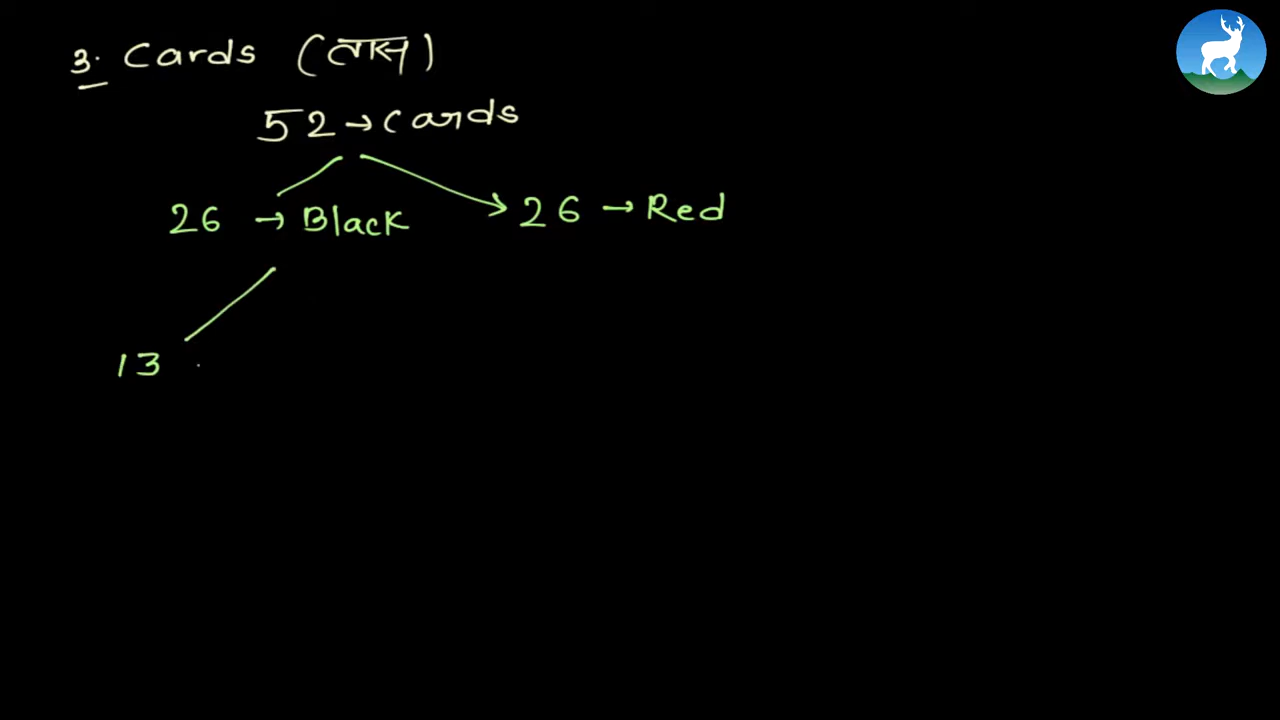 3. Cards (तास)
52 → Cards
26 → Black
26 → Red
13